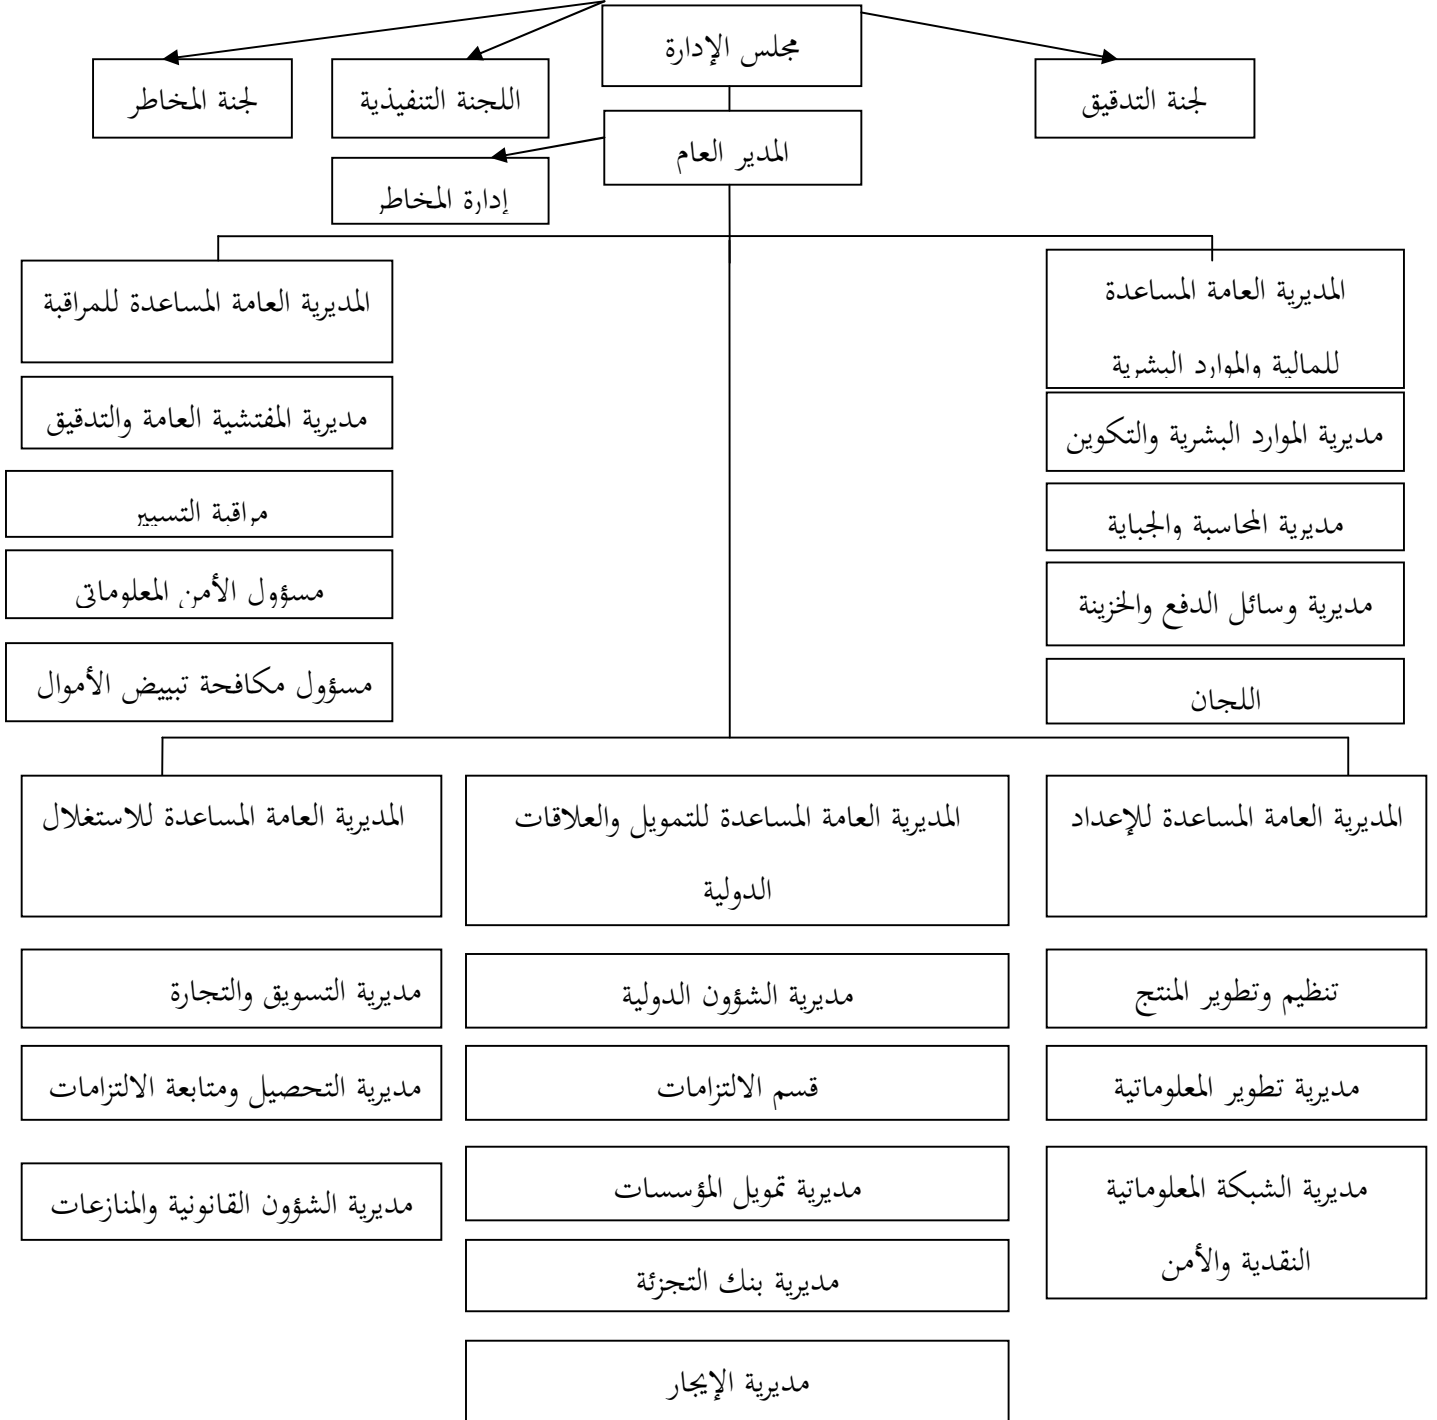 مجلس الإدارة
لجنة التدقيق
اللجنة التنفيذية
لجنة المخاطر
المدير العام
إدارة المخاطر
المديرية العامة المساعدة
للمالية والموارد البشرية
مديرية الموارد البشرية والتكوين
مديرية المحاسبة والجباية
مديرية وسائل الدفع والخزينة
اللجان
المديرية العامة المساعدة للمراقبة
مديرية المفتشية العامة والتدقيق
مراقبة التسيير
مسؤول الأمن المعلوماتي
مسؤول مكافحة تبييض الأموال
المديرية العامة المساعدة للإعداد
تنظيم وتطوير المنتج
مديرية تطوير المعلوماتية
مديرية الشبكة المعلوماتية
النقدية والأمن
المديرية العامة المساعدة للتمويل والعلاقات
الدولية
مديرية الشؤون الدولية
قسم الالتزامات
مديرية تمويل المؤسسات
مديرية بنك التجزئة
مديرية الإيجار
المديرية العامة المساعدة للاستغلال
مديرية التسويق والتجارة
مديرية التحصيل ومتابعة الالتزامات
مديرية الشؤون القانونية والمنازعات